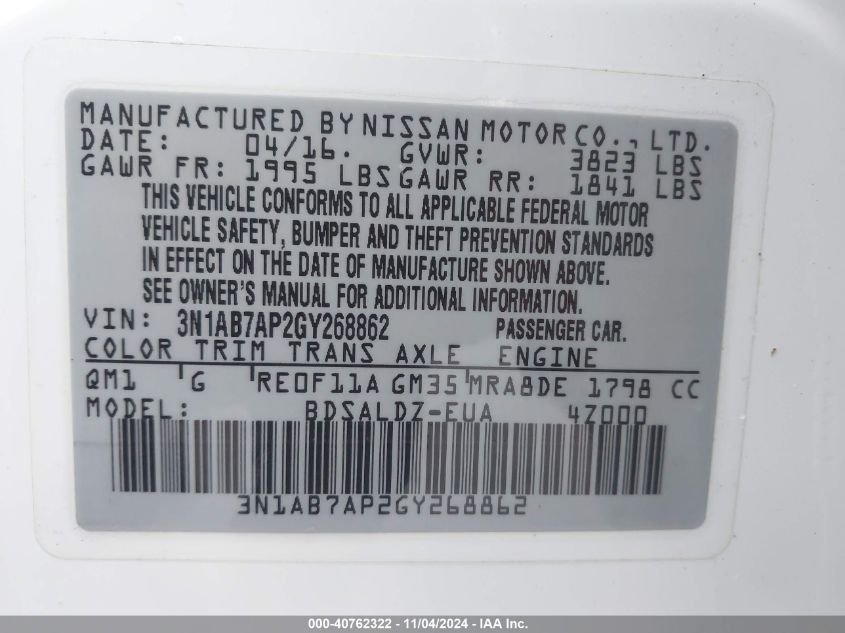 MANUFACTURED BY NISSAN MOTOR CO., LTD.
DATE: 04/16. GVWR: 3823 LBS
GAWR FR: 1995 LBS GAWR RR: 1841 LBS
THIS VEHICLE CONFORMS TO ALL APPLICABLE FEDERAL MOTOR
VEHICLE SAFETY, BUMPER AND THEFT PREVENTION STANDARDS
IN EFFECT ON THE DATE OF MANUFACTURE SHOWN ABOVE.
SEE OWNER'S MANUAL FOR ADDITIONAL INFORMATION.
VIN: 3N1AB7AP2GY268862 PASSENGER CAR.
COLOR TRIM TRANS AXLE ENGINE
QM1 G RE0F11A GM35 MRA8DE 1798 CC
MODEL: BDSALDZ-EUA 4Z000
3N1AB7AP2GY268862
000-40762322 - 11/04/2024 - IAA Inc.